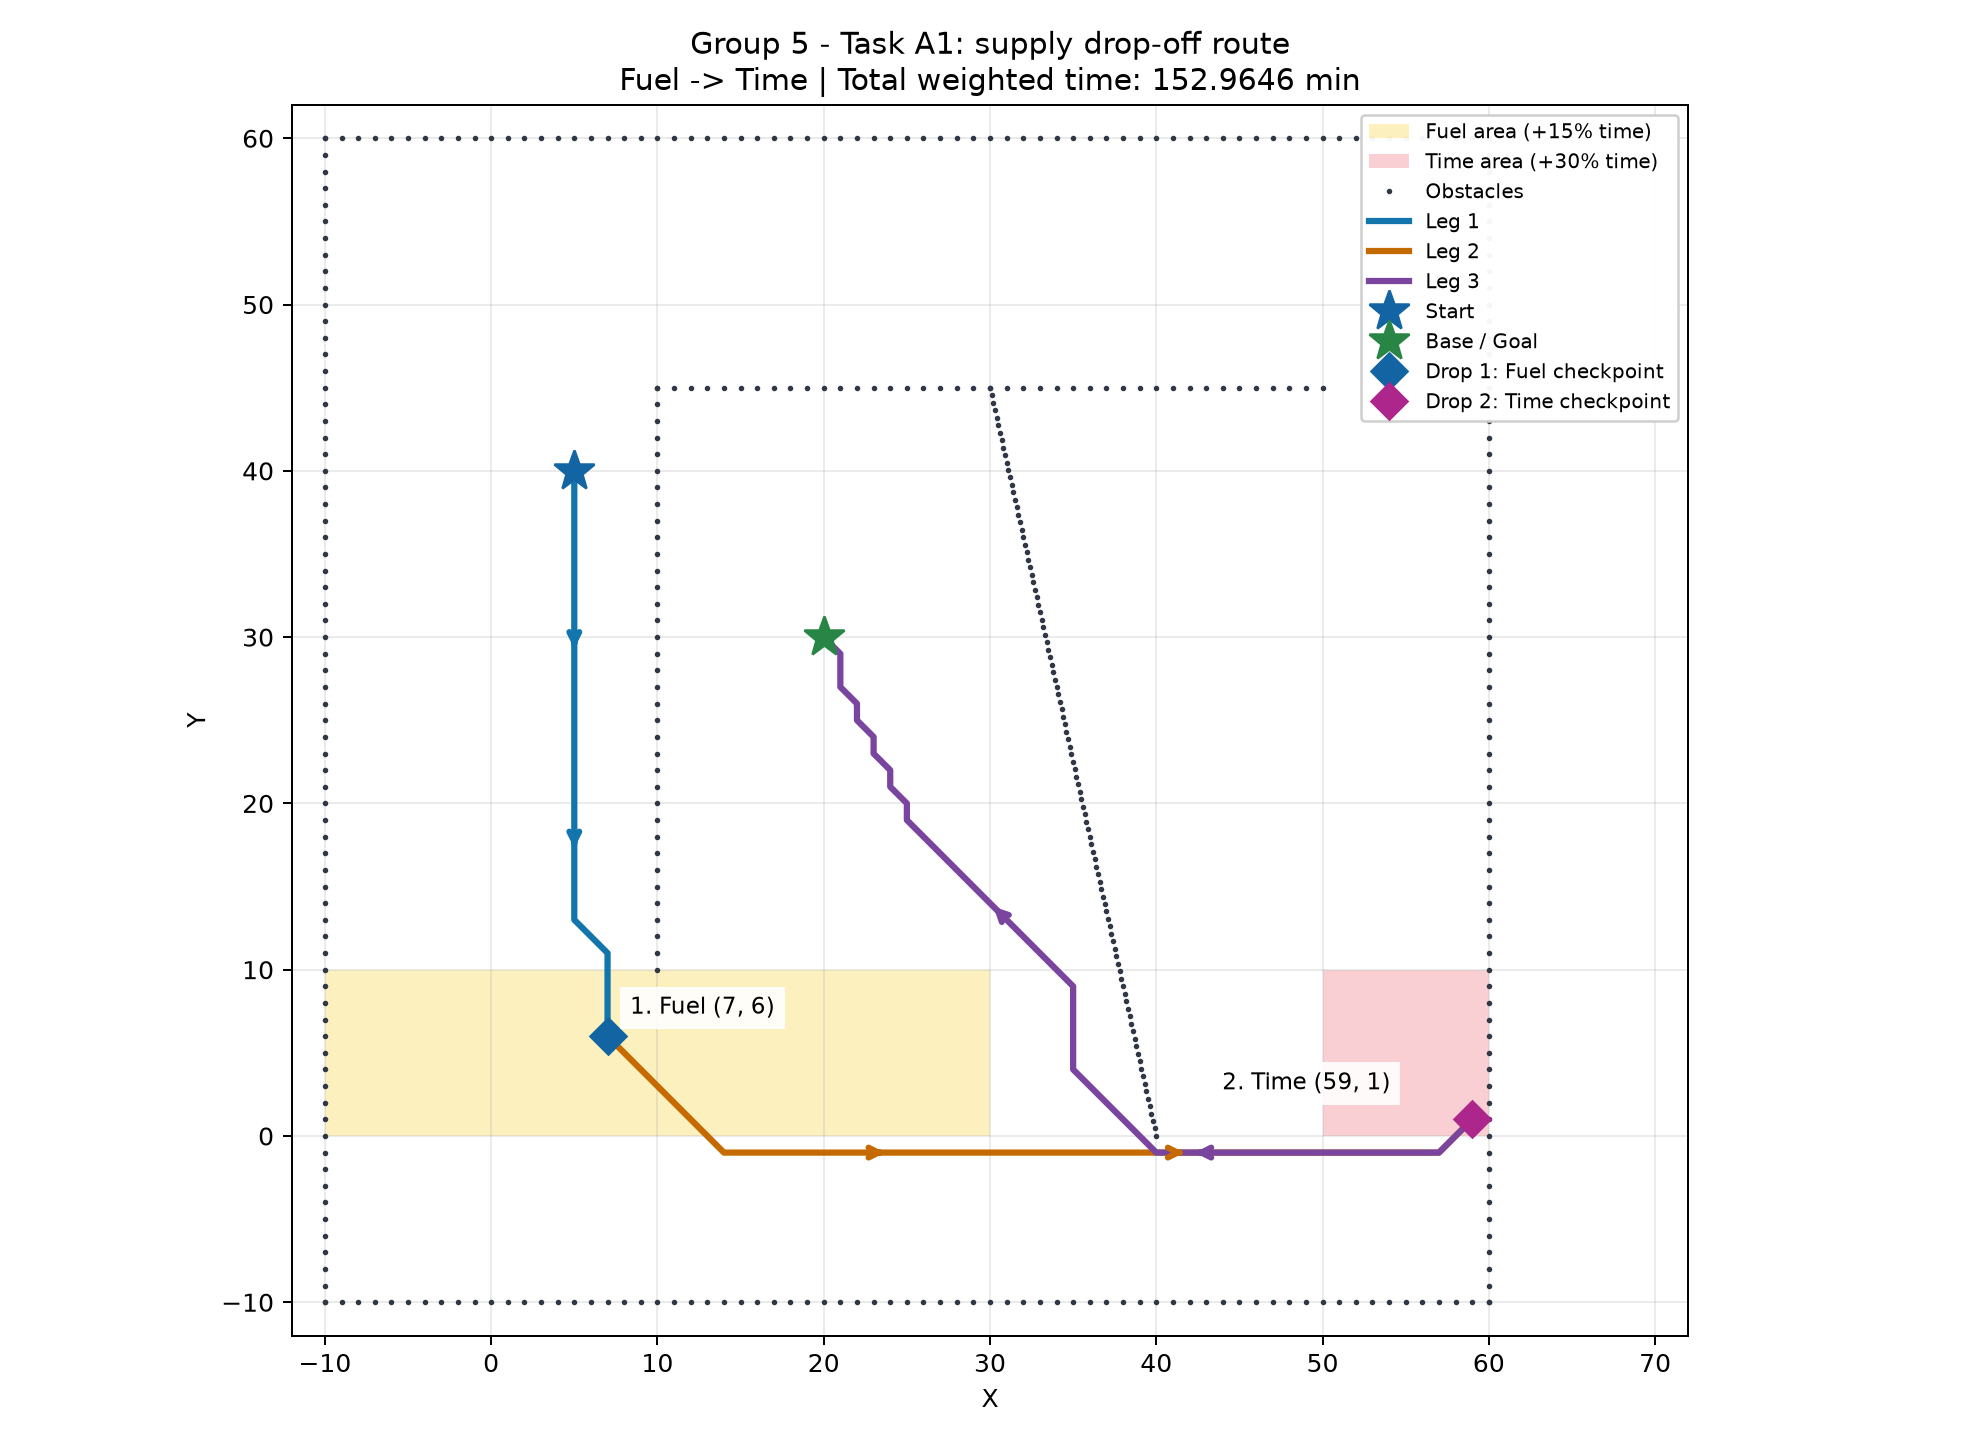 Group 5 - Task A1: supply drop-off route
Fuel -> Time | Total weighted time: 152.9646 min
Fuel area (+15% time)
Time area (+30% time)
Obstacles
Leg 1
Leg 2
Leg 3
Start
Base / Goal
Drop 1: Fuel checkpoint
Drop 2: Time checkpoint
60
50
40
30
20
10
0
−10
Y
1. Fuel (7, 6)
2. Time (59, 1)
−10 0 10 20 30 40 50 60 70
X